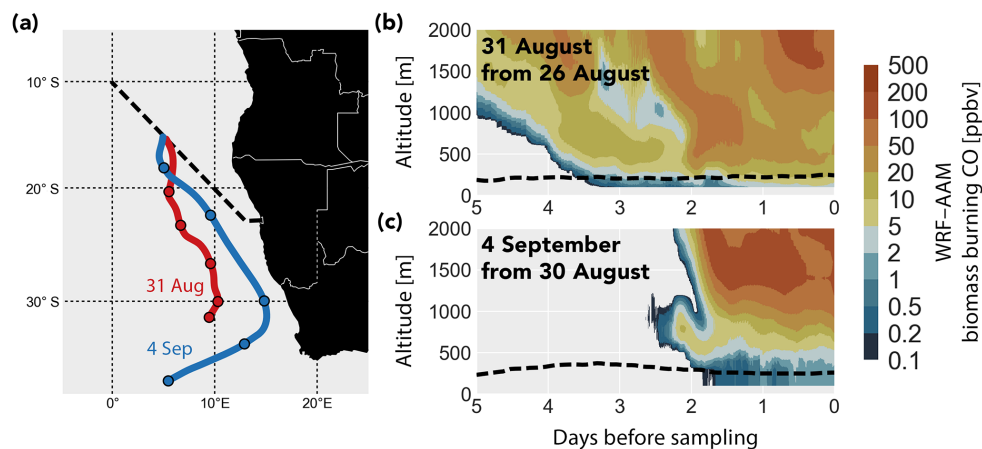 (a)
10° S
20° S
30° S
31 Aug
4 Sep
0°
10°E
20°E
(b)
2000
1500
1000
500
0
Altitude [m]
31 August
from 26 August
5
4
3
2
1
0
(c)
2000
1500
1000
500
0
Altitude [m]
4 September
from 30 August
5
4
3
2
1
0
Days before sampling
500
200
100
50
20
10
5
2
1
0.5
0.2
0.1
WRF−AAM
biomass burning CO [ppbv]